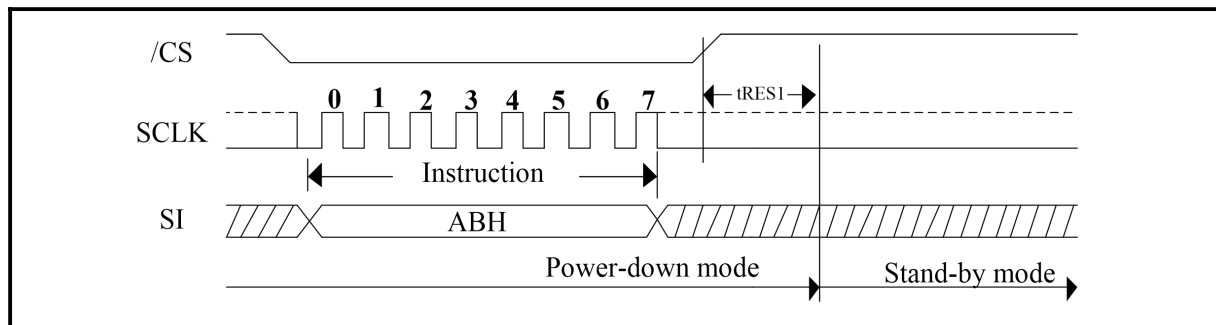 /CS
tRES1
0 1 2 3 4 5 6 7
SCLK
Instruction
SI
ABH
Power-down mode
Stand-by mode